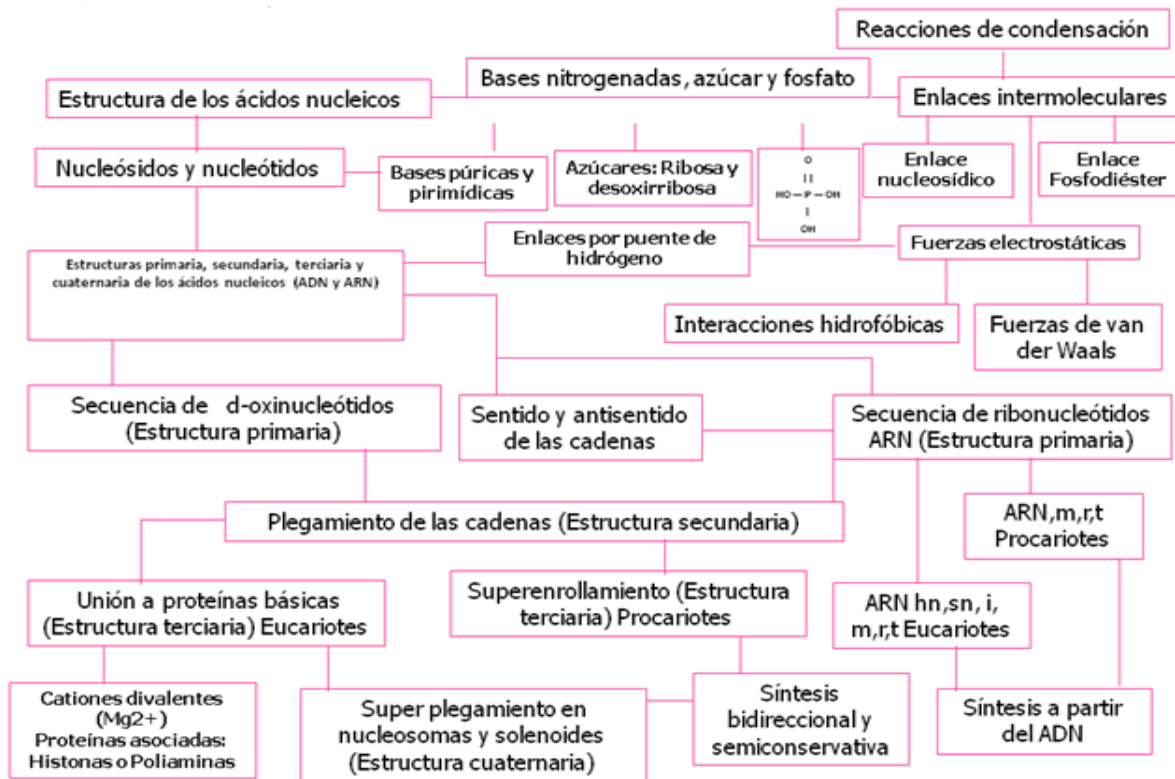 Reacciones de condensación
Bases nitrogenadas, azúcar y fosfato
Estructura de los ácidos nucleicos
Enlaces intermoleculares
Nucleósidos y nucleótidos
Bases púricas y
pirimídicas
Azúcares: Ribosa y
desoxirribosa
O
||
HO — P — OH
|
OH
Enlace
nucleosídico
Enlace
Fosfodiéster
Enlaces por puente de
hidrógeno
Fuerzas electrostáticas
Estructuras primaria, secundaria, terciaria y
cuaternaria de los ácidos nucleicos (ADN y ARN)
Interacciones hidrofóbicas
Fuerzas de van
der Waals
Secuencia de d-oxinucleótidos
(Estructura primaria)
Sentido y antisentido
de las cadenas
Secuencia de ribonucleótidos
ARN (Estructura primaria)
Plegamiento de las cadenas (Estructura secundaria)
ARN,m,r,t
Procariotes
Unión a proteínas básicas
(Estructura terciaria) Eucariotes
Superenrollamiento (Estructura
terciaria) Procariotes
ARN hn,sn, i,
m,r,t Eucariotes
Cationes divalentes
(Mg2+)
Proteínas asociadas:
Histonas o Poliaminas
Super plegamiento en
nucleosomas y solenoides
(Estructura cuaternaria)
Síntesis
bidireccional y
semiconservativa
Síntesis a partir
del ADN